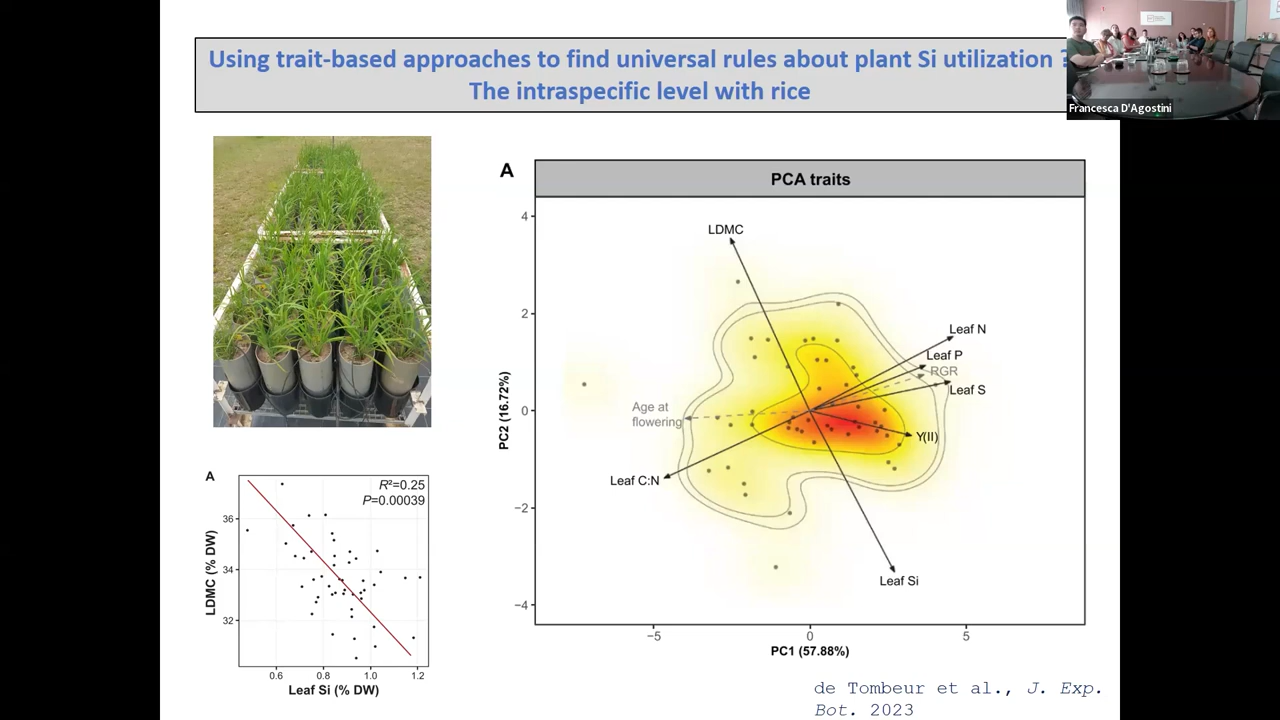 Using trait-based approaches to find universal rules about plant Si utilization ?
The intraspecific level with rice
Francesca D'Agostini
A
PCA traits
4
2
0
−2
−4
PC2 (16.72%)
LDMC
Leaf N
Leaf P
RGR
Leaf S
Age at
flowering
Y(II)
Leaf C:N
Leaf Si
−5
0
5
PC1 (57.88%)
A
R²=0.25
P=0.00039
36
34
32
LDMC (% DW)
0.6
0.8
1.0
1.2
Leaf Si (% DW)
de Tombeur et al., J. Exp.
Bot. 2023